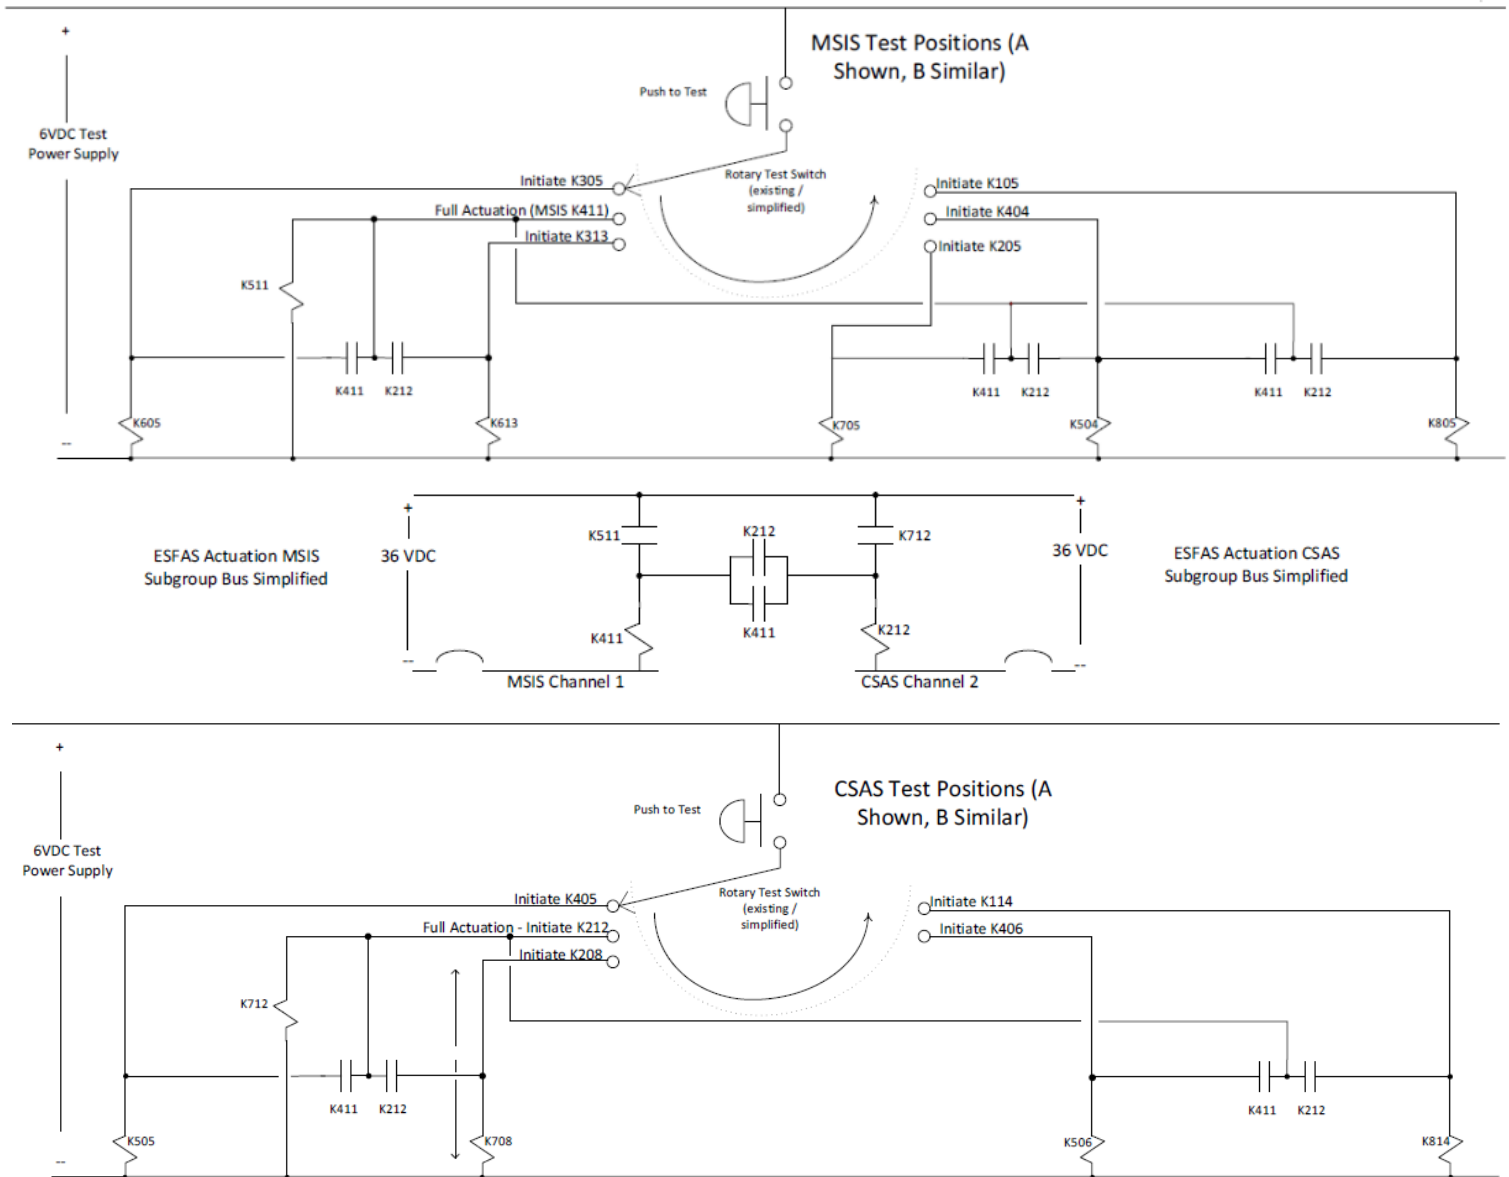 +
MSIS Test Positions (A
Shown, B Similar)
Push to Test
6VDC Test
Power Supply
Initiate K305
Rotary Test Switch
(existing /
simplified)
Initiate K105
Full Actuation (MSIS K411)
Initiate K404
Initiate K313
Initiate K205
K511
K411
K212
K411
K212
K411
K212
K605
K613
K705
K504
K805
--
+
+
K511
K212
K712
ESFAS Actuation MSIS
Subgroup Bus Simplified
36 VDC
36 VDC
ESFAS Actuation CSAS
Subgroup Bus Simplified
K411
K411
K212
--
--
MSIS Channel 1
CSAS Channel 2
+
CSAS Test Positions (A
Shown, B Similar)
Push to Test
6VDC Test
Power Supply
Initiate K405
Rotary Test Switch
(existing /
simplified)
Initiate K114
Full Actuation - Initiate K212
Initiate K406
Initiate K208
K712
K411
K212
K411
K212
K505
K708
K506
K814
--